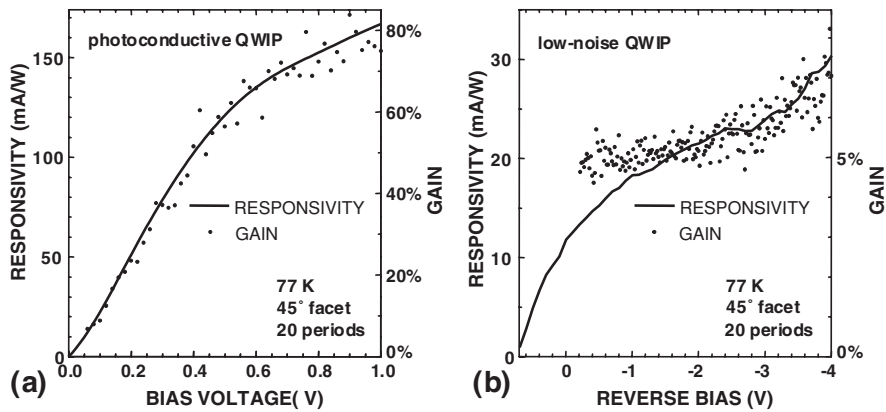 photoconductive QWIP
RESPONSIVITY (mA/W)
150
100
50
0
80%
60%
40%
20%
0%
GAIN
RESPONSIVITY
GAIN
77 K
45° facet
20 periods
0.0 0.2 0.4 0.6 0.8 1.0
(a)
BIAS VOLTAGE( V)
low-noise QWIP
RESPONSIVITY (mA/W)
30
20
10
0
5%
0%
GAIN
RESPONSIVITY
GAIN
77 K
45° facet
20 periods
0 -1 -2 -3 -4
(b)
REVERSE BIAS (V)